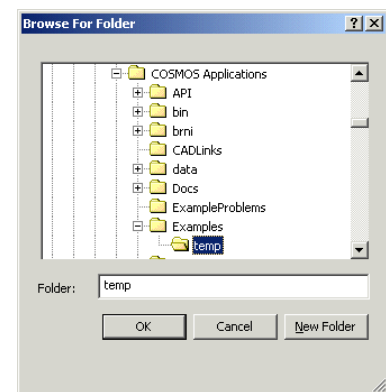 Browse For Folder
COSMOS Applications
API
bin
brni
CADLinks
data
Docs
ExampleProblems
Examples
temp
Folder: temp
OK Cancel New Folder